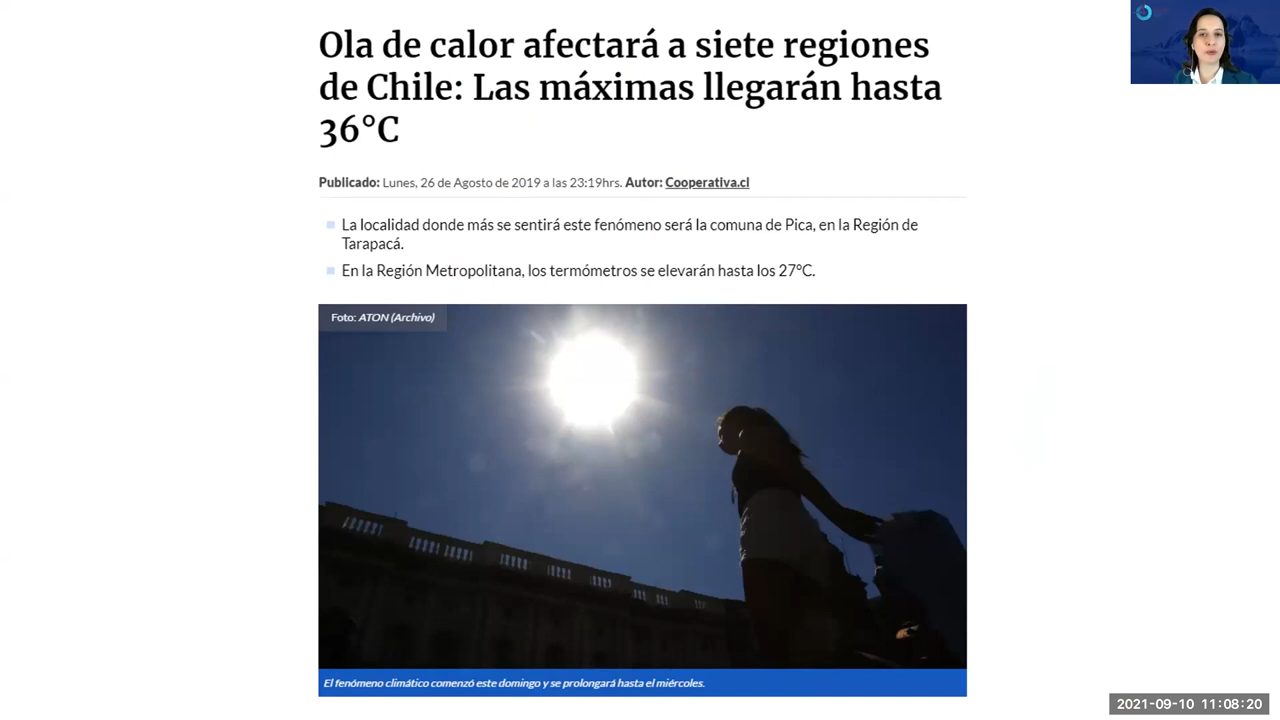 Ola de calor afectará a siete regiones
de Chile: Las máximas llegarán hasta
36°C
Publicado: Lunes, 26 de Agosto de 2019 a las 23:19hrs. Autor: Cooperativa.cl
La localidad donde más se sentirá este fenómeno será la comuna de Pica, en la Región de
Tarapacá.
En la Región Metropolitana, los termómetros se elevarán hasta los 27°C.
Foto: ATON (Archivo)
El fenómeno climático comenzó este domingo y se prolongará hasta el miércoles.
2021-09-10 11:08:20